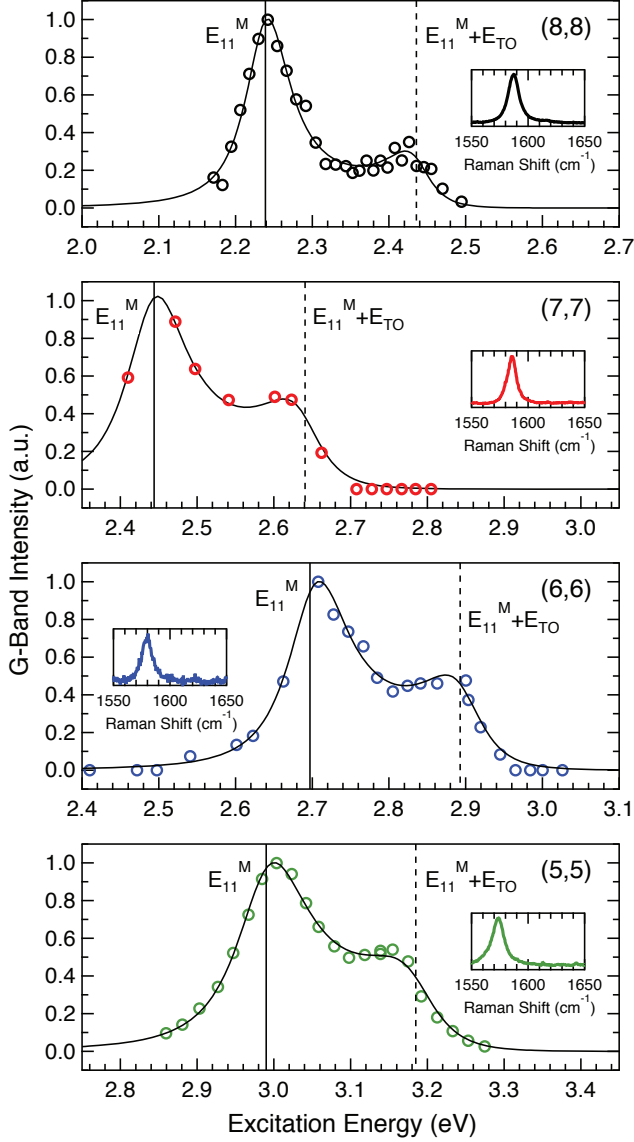 (8,8)
E₁₁ᴹ
E₁₁ᴹ+E_TO
1.0
0.8
0.6
0.4
0.2
0.0
1550 1600 1650
Raman Shift (cm⁻¹)
2.0 2.1 2.2 2.3 2.4 2.5 2.6 2.7
(7,7)
E₁₁ᴹ
E₁₁ᴹ+E_TO
1.0
0.8
0.6
0.4
0.2
0.0
1550 1600 1650
Raman Shift (cm⁻¹)
2.4 2.5 2.6 2.7 2.8 2.9 3.0
G-Band Intensity (a.u.)
(6,6)
E₁₁ᴹ
E₁₁ᴹ+E_TO
1.0
0.8
0.6
0.4
0.2
0.0
1550 1600 1650
Raman Shift (cm⁻¹)
2.4 2.5 2.6 2.7 2.8 2.9 3.0 3.1
(5,5)
E₁₁ᴹ
E₁₁ᴹ+E_TO
1.0
0.8
0.6
0.4
0.2
0.0
1550 1600 1650
Raman Shift (cm⁻¹)
2.8 2.9 3.0 3.1 3.2 3.3 3.4
Excitation Energy (eV)